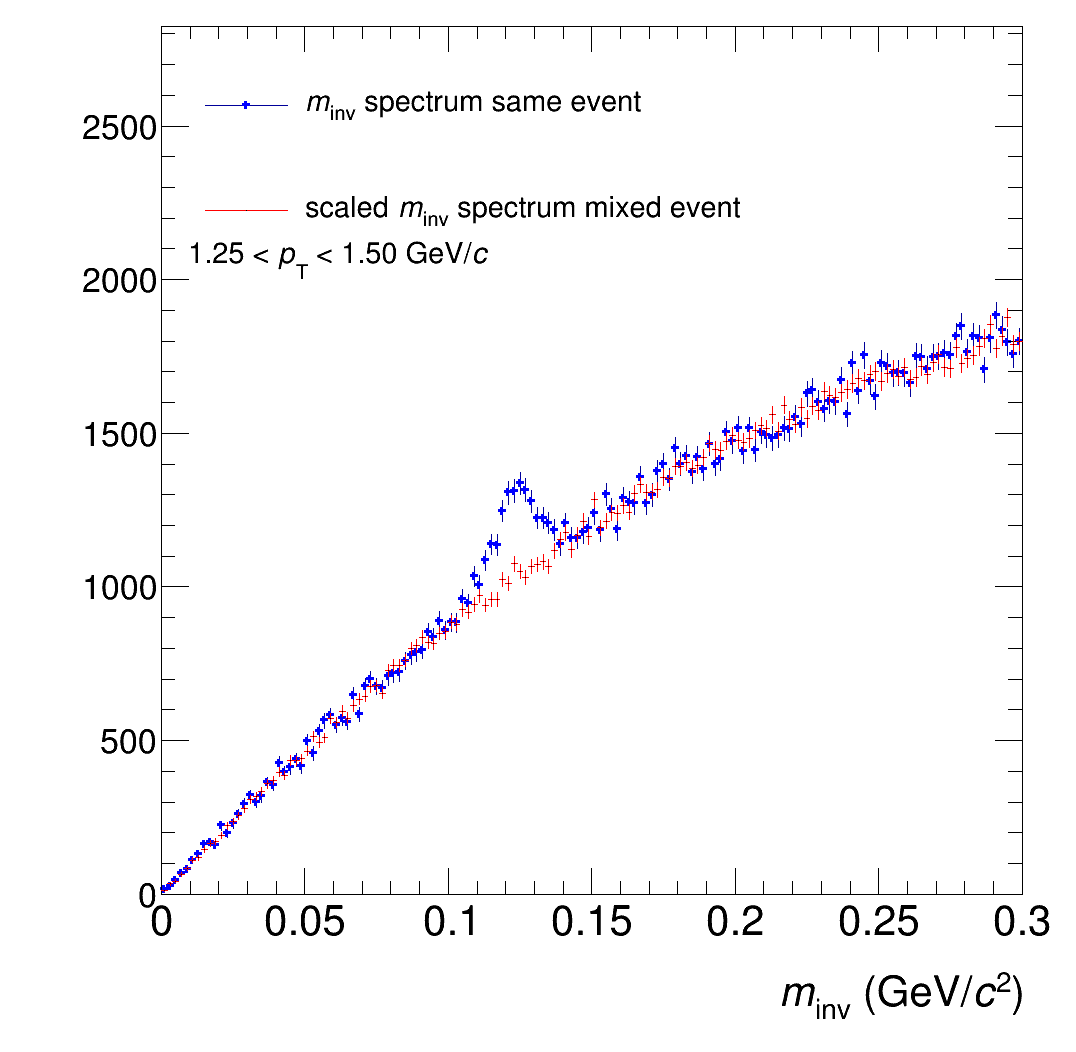 m_inv spectrum same event
2500
scaled m_inv spectrum mixed event
1.25 < p_T < 1.50 GeV/c
2000
1500
1000
500
0
0 0.05 0.1 0.15 0.2 0.25 0.3
m_inv (GeV/c²)